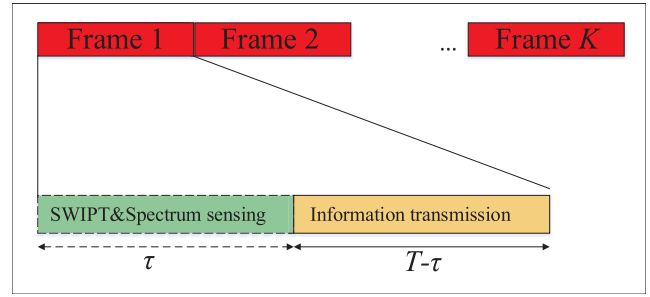 Frame 1 Frame 2 ... Frame K
SWIPT&Spectrum sensing Information transmission
τ T-τ